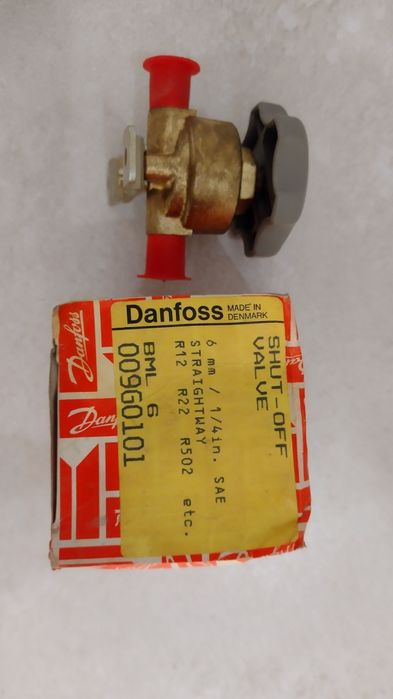 Danfoss MADE IN
DENMARK
SHUT-OFF
VALVE
6 mm / 1/4in. SAE
STRAIGHTWAY
R12 R22 R502 etc.
BML 6
009G0101
Danfoss